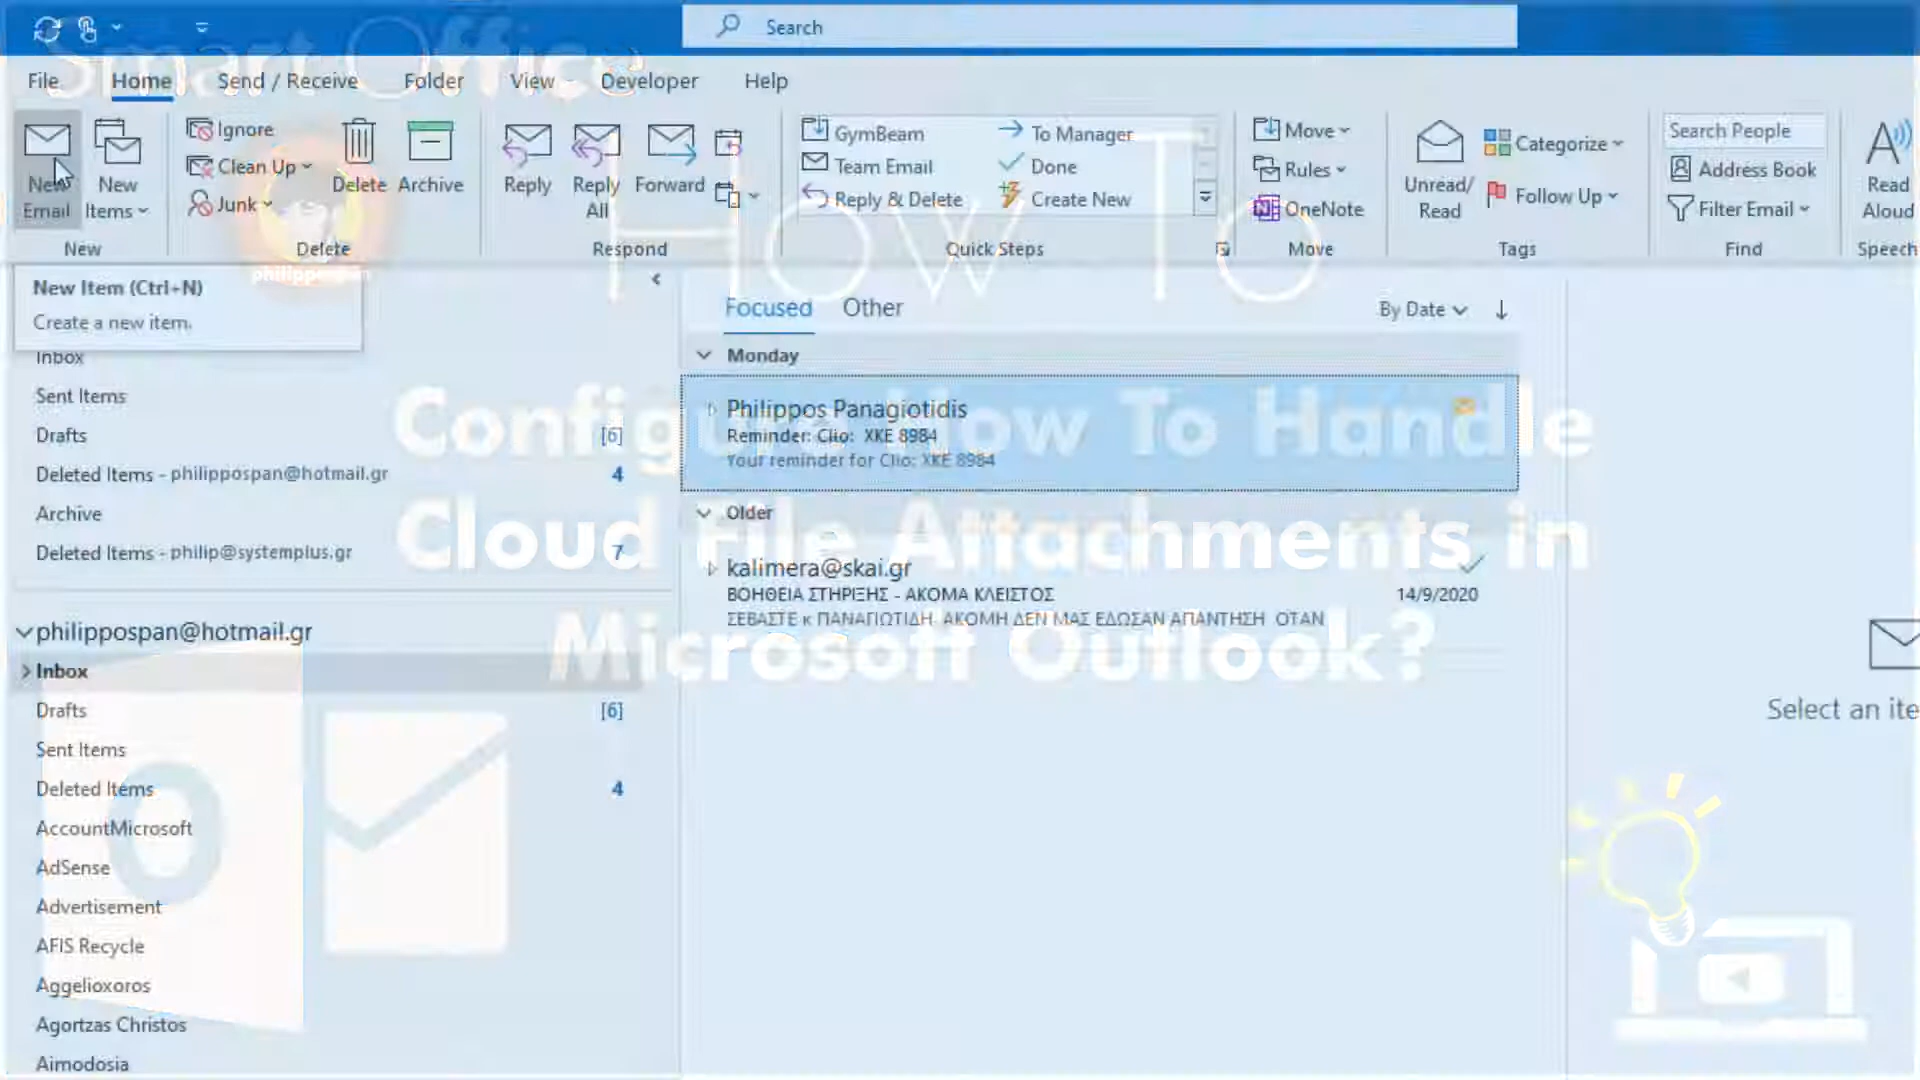 Smart Office
Search
File Home Send / Receive Folder View Developer Help
New Email
New Items
Ignore
Clean Up
Junk
Delete
Archive
Reply
Reply All
Forward
GymBeam
Team Email
Reply & Delete
To Manager
Done
Create New
Move
Rules
OneNote
Unread/ Read
Categorize
Follow Up
Search People
Address Book
Filter Email
Read Aloud
New
Delete
Respond
Quick Steps
Move
Tags
Find
Speech
philippospan
How To
New Item (Ctrl+N)
Create a new item.
Inbox
Sent Items
Drafts [6]
Deleted Items - philippospan@hotmail.gr 4
Archive
Deleted Items - philip@systemplus.gr 7
philippospan@hotmail.gr
Inbox
Drafts [6]
Sent Items
Deleted Items 4
AccountMicrosoft
AdSense
Advertisement
AFIS Recycle
Aggelioxoros
Agortzas Christos
Aimodosia
Focused Other By Date
Monday
Philippos Panagiotidis
Reminder: Clio: XKE 8984
Your reminder for Clio: XKE 8984
Older
kalimera@skai.gr
ΒΟΗΘΕΙΑ ΣΤΗΡΙΞΗΣ - ΑΚΟΜΑ ΚΛΕΙΣΤΟΣ 14/9/2020
ΣΕΒΑΣΤΕ κ ΠΑΝΑΓΙΩΤΙΔΗ ΑΚΟΜΗ ΔΕΝ ΜΑΣ ΕΔΩΣΑΝ ΑΠΑΝΤΗΣΗ ΟΤΑΝ
Configure How To Handle
Cloud File Attachments in
Microsoft Outlook?
Select an ite
O